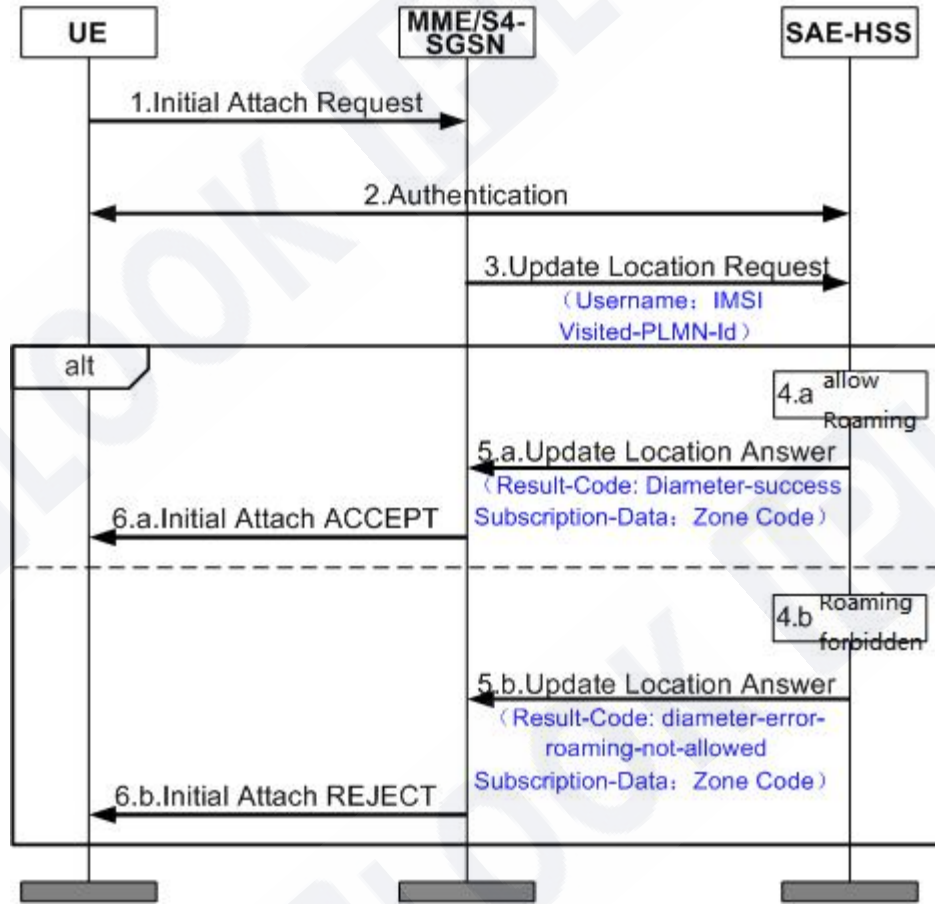 UE
MME/S4-
SGSN
SAE-HSS
1.Initial Attach Request
2.Authentication
3.Update Location Request
（Username：IMSI
Visited-PLMN-Id）
alt
4.a allow
Roaming
5.a.Update Location Answer
（Result-Code: Diameter-success
Subscription-Data：Zone Code）
6.a.Initial Attach ACCEPT
4.b Roaming
forbidden
5.b.Update Location Answer
（Result-Code: diameter-error-
roaming-not-allowed
Subscription-Data：Zone Code）
6.b.Initial Attach REJECT